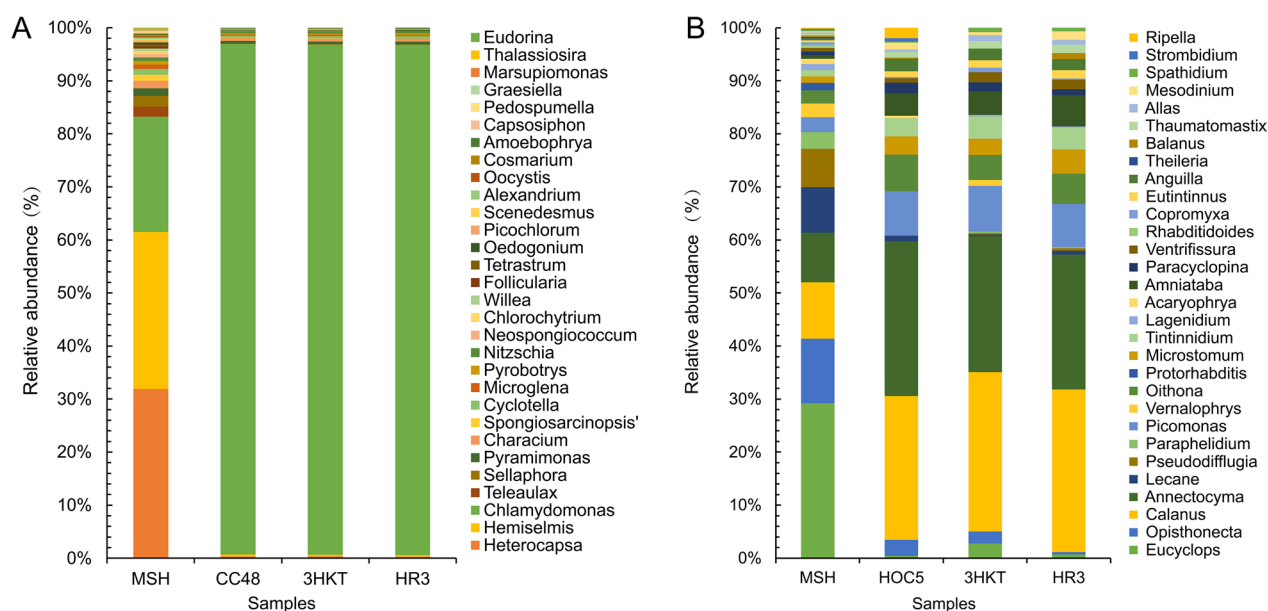 A
Relative abundance (%)
100%
90%
80%
70%
60%
50%
40%
30%
20%
10%
0%
MSH
CC48
3HKT
HR3
Samples
Eudorina
Thalassiosira
Marsupiomonas
Graesiella
Pedospumella
Capsosiphon
Amoebophrya
Cosmarium
Oocystis
Alexandrium
Scenedesmus
Picochlorum
Oedogonium
Tetrastrum
Follicularia
Willea
Chlorochytrium
Neospongiococcum
Nitzschia
Pyrobotrys
Microglena
Cyclotella
Spongiosarcinopsis'
Characium
Pyramimonas
Sellaphora
Teleaulax
Chlamydomonas
Hemiselmis
Heterocapsa
B
Relative abundance (%)
100%
90%
80%
70%
60%
50%
40%
30%
20%
10%
0%
MSH
HOC5
3HKT
HR3
Samples
Ripella
Strombidium
Spathidium
Mesodinium
Allas
Thaumatomastix
Balanus
Theileria
Anguilla
Eutintinnus
Copromyxa
Rhabditidoides
Ventrifissura
Paracyclopina
Amniataba
Acaryophrya
Lagenidium
Tintinnidium
Microstomum
Protorhabditis
Oithona
Vernalophrys
Picomonas
Paraphelidium
Pseudodifflugia
Lecane
Annectocyma
Calanus
Opisthonecta
Eucyclops